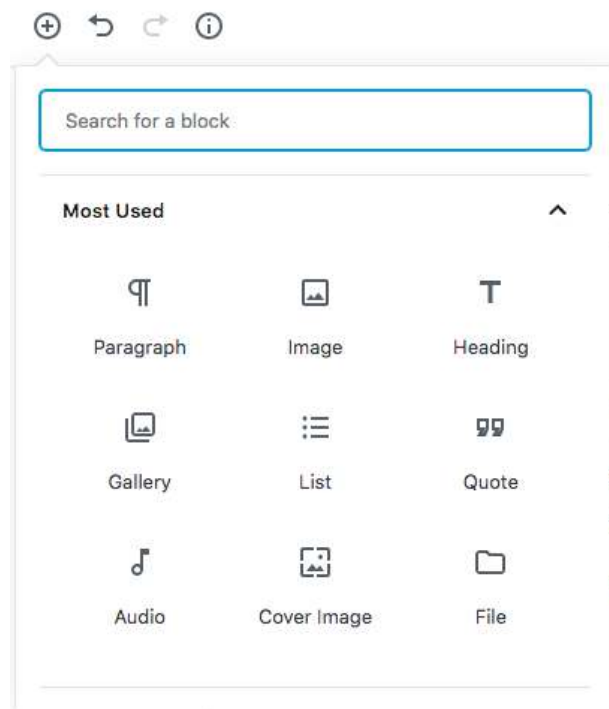 Search for a block
Most Used
Paragraph Image Heading
Gallery List Quote
Audio Cover Image File